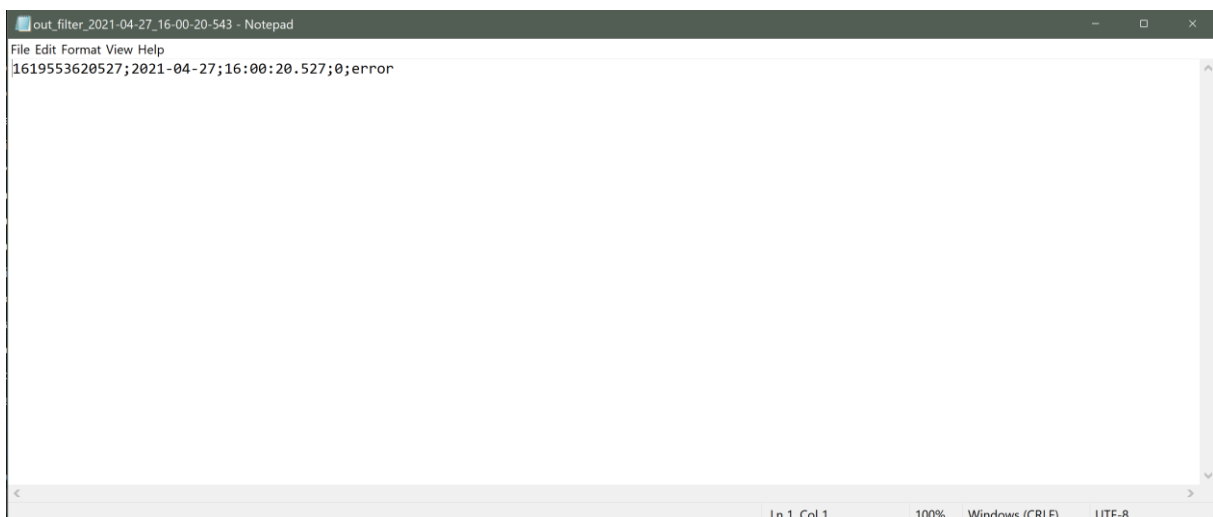 out_filter_2021-04-27_16-00-20-543 - Notepad
File Edit Format View Help
1619553620527;2021-04-27;16:00:20.527;0;error
Ln 1, Col 1 100% Windows (CRLF) UTF-8